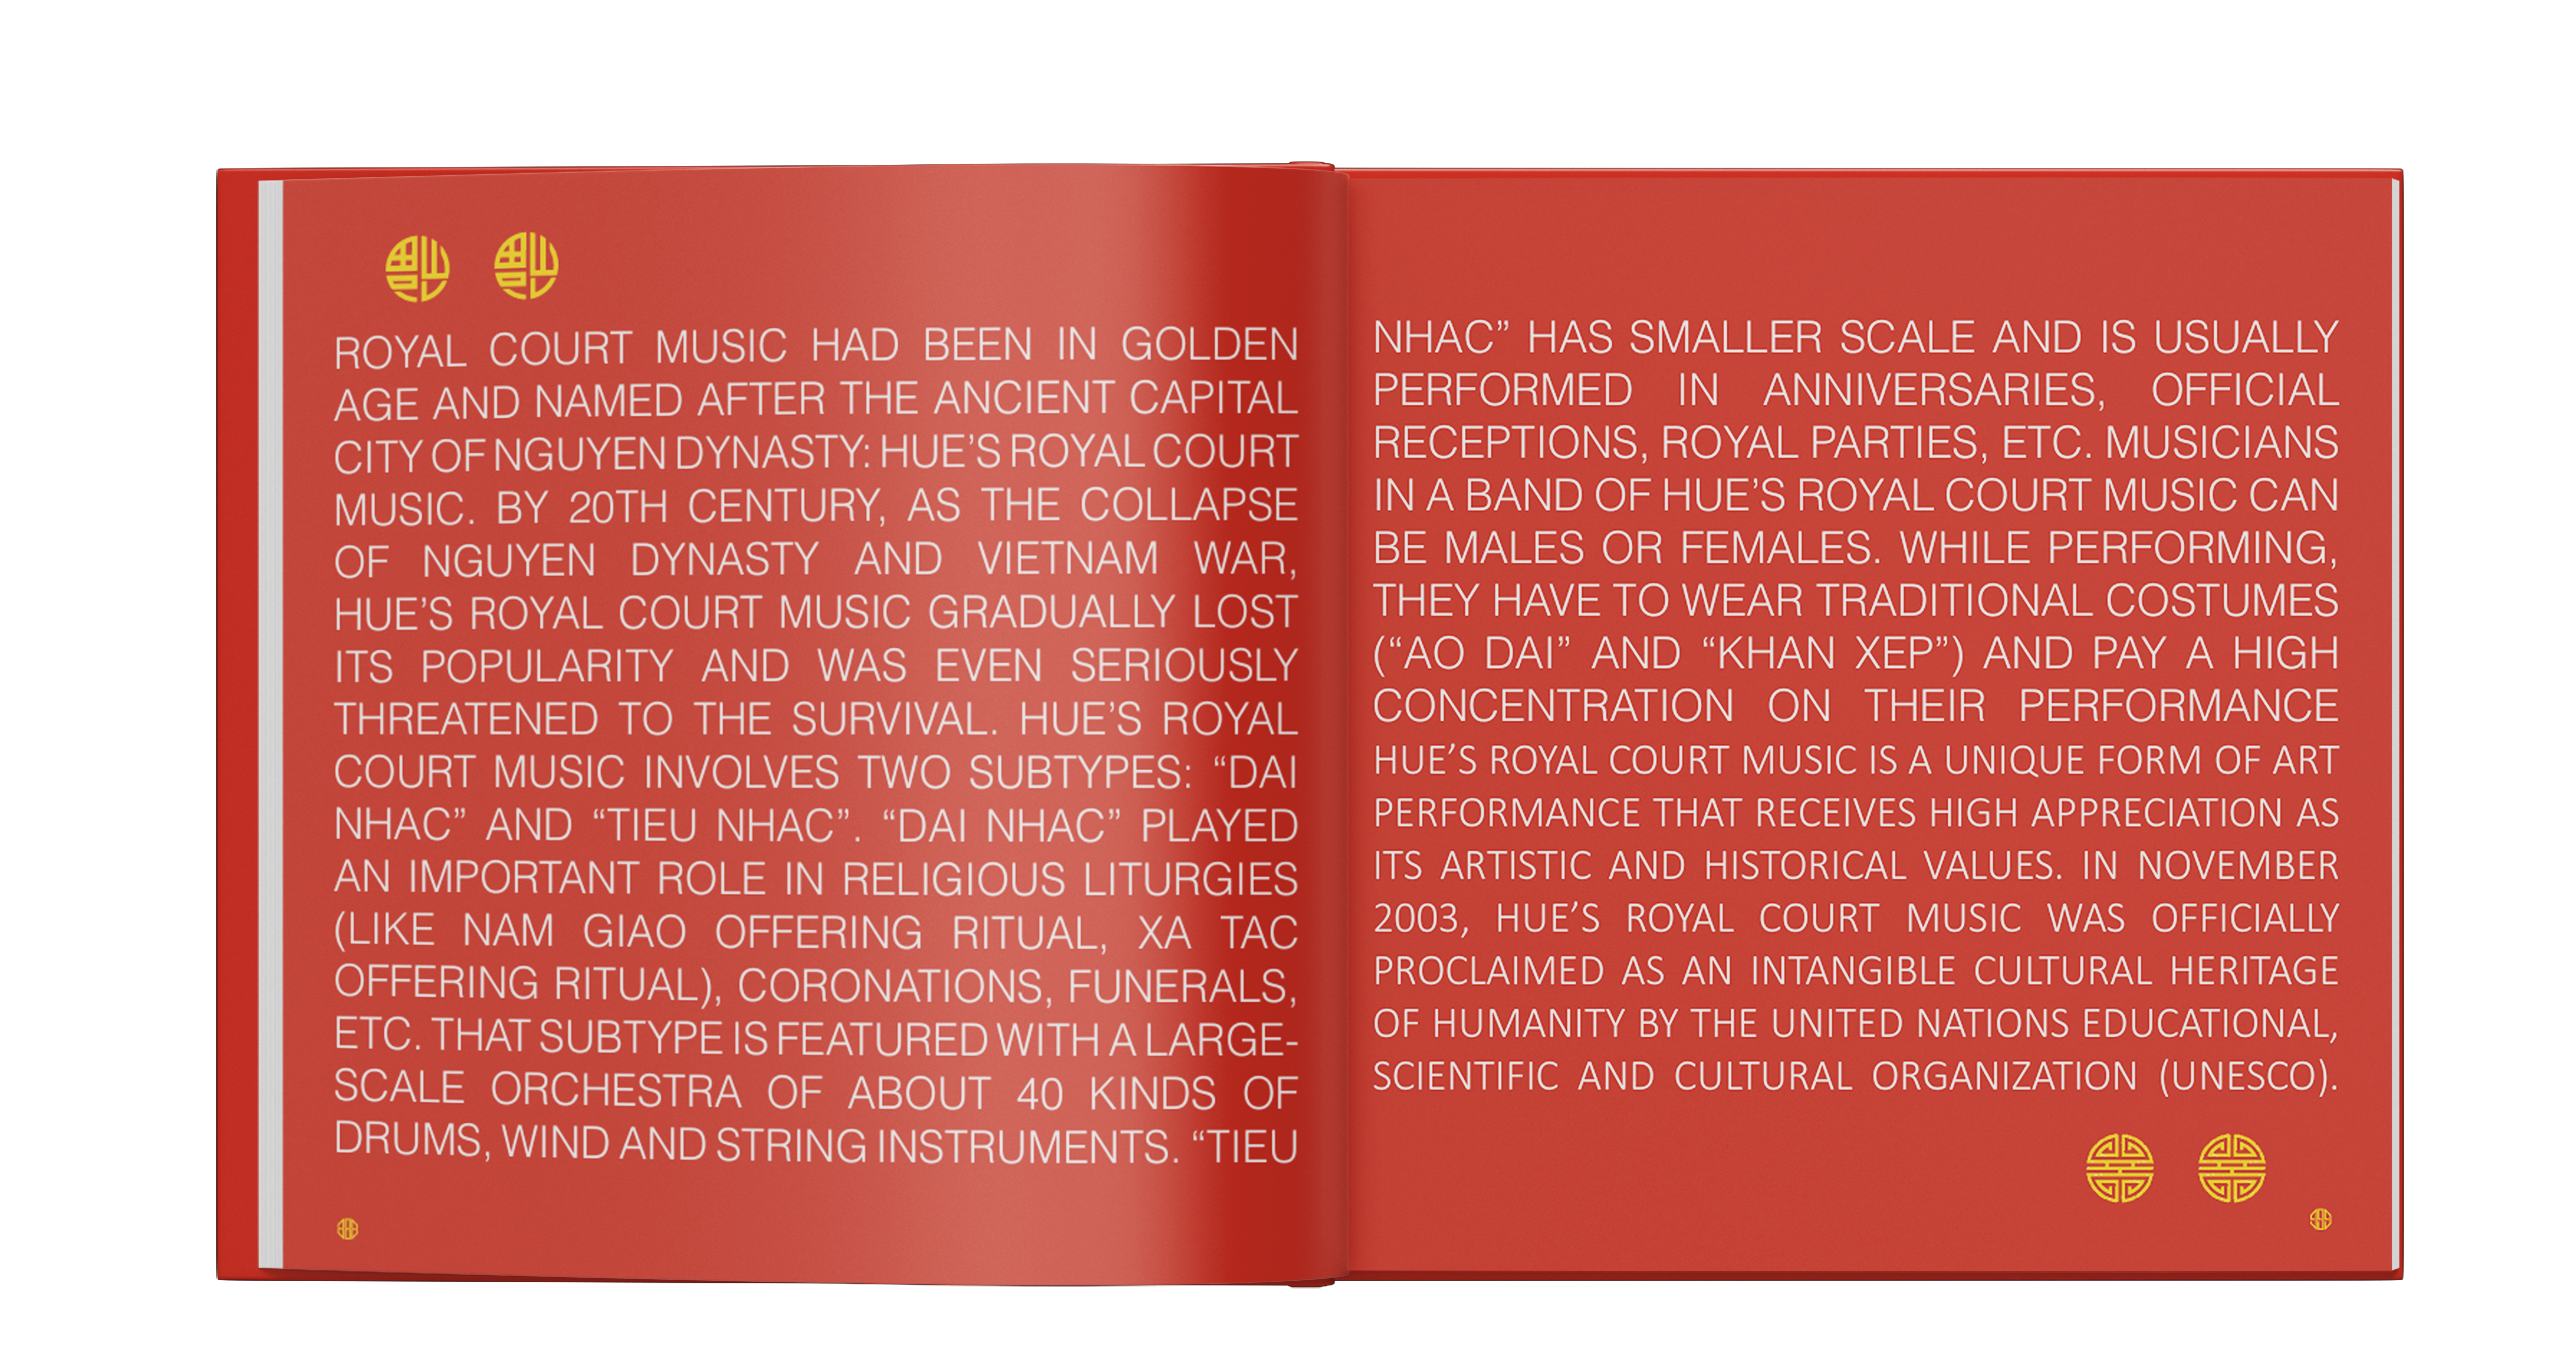 ROYAL COURT MUSIC HAD BEEN IN GOLDEN
AGE AND NAMED AFTER THE ANCIENT CAPITAL
CITY OF NGUYEN DYNASTY: HUE’S ROYAL COURT
MUSIC. BY 20TH CENTURY, AS THE COLLAPSE
OF NGUYEN DYNASTY AND VIETNAM WAR,
HUE’S ROYAL COURT MUSIC GRADUALLY LOST
ITS POPULARITY AND WAS EVEN SERIOUSLY
THREATENED TO THE SURVIVAL. HUE’S ROYAL
COURT MUSIC INVOLVES TWO SUBTYPES: “DAI
NHAC” AND “TIEU NHAC”. “DAI NHAC” PLAYED
AN IMPORTANT ROLE IN RELIGIOUS LITURGIES
(LIKE NAM GIAO OFFERING RITUAL, XA TAC
OFFERING RITUAL), CORONATIONS, FUNERALS,
ETC. THAT SUBTYPE IS FEATURED WITH A LARGE-
SCALE ORCHESTRA OF ABOUT 40 KINDS OF
DRUMS, WIND AND STRING INSTRUMENTS. “TIEU
NHAC” HAS SMALLER SCALE AND IS USUALLY
PERFORMED IN ANNIVERSARIES, OFFICIAL
RECEPTIONS, ROYAL PARTIES, ETC. MUSICIANS
IN A BAND OF HUE’S ROYAL COURT MUSIC CAN
BE MALES OR FEMALES. WHILE PERFORMING,
THEY HAVE TO WEAR TRADITIONAL COSTUMES
(“AO DAI” AND “KHAN XEP”) AND PAY A HIGH
CONCENTRATION ON THEIR PERFORMANCE
HUE’S ROYAL COURT MUSIC IS A UNIQUE FORM OF ART
PERFORMANCE THAT RECEIVES HIGH APPRECIATION AS
ITS ARTISTIC AND HISTORICAL VALUES. IN NOVEMBER
2003, HUE’S ROYAL COURT MUSIC WAS OFFICIALLY
PROCLAIMED AS AN INTANGIBLE CULTURAL HERITAGE
OF HUMANITY BY THE UNITED NATIONS EDUCATIONAL,
SCIENTIFIC AND CULTURAL ORGANIZATION (UNESCO).